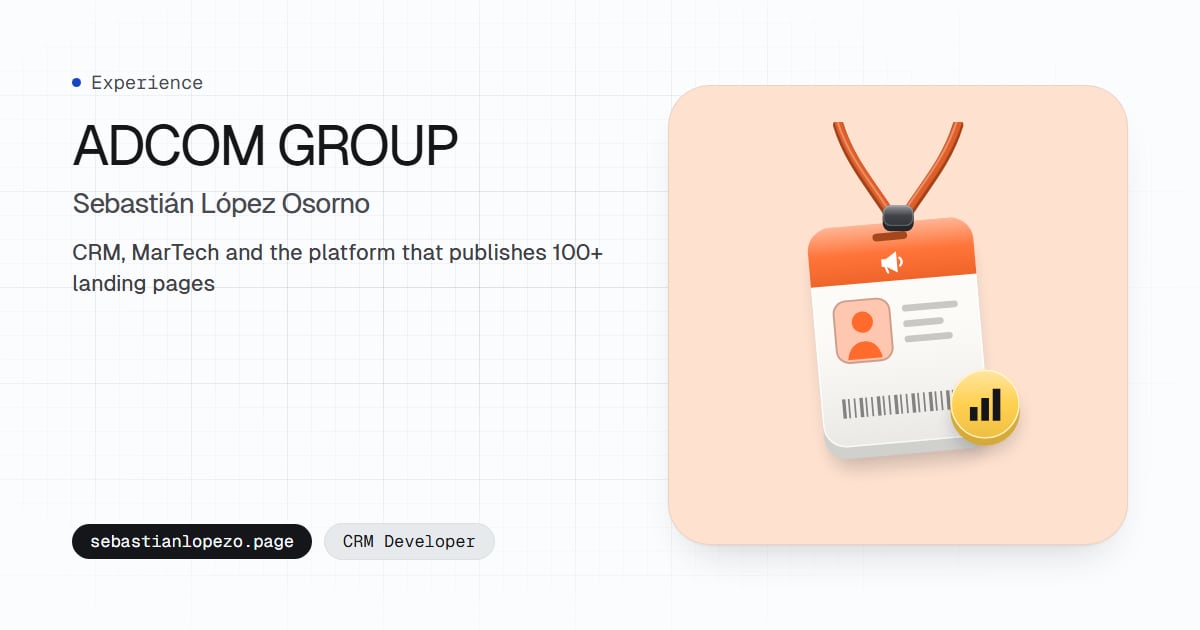 Experience
ADCOM GROUP
Sebastián López Osorno
CRM, MarTech and the platform that publishes 100+
landing pages
sebastianlopezo.page
CRM Developer